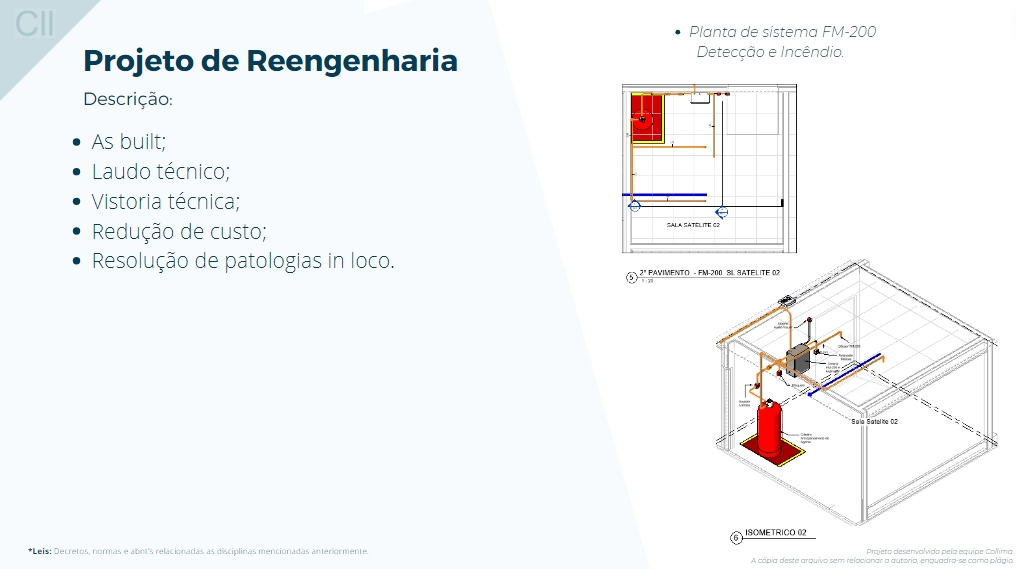 CII
Projeto de Reengenharia
Descrição:
• As built;
• Laudo técnico;
• Vistoria técnica;
• Redução de custo;
• Resolução de patologias in loco.
• Planta de sistema FM-200
Detecção e Incêndio.
SALA SATELITE 02
5
2° PAVIMENTO - FM-200 SL SATELITE 02
Sala Satelite 02
6
ISOMETRICO 02
*Leis: Decretos, normas e abnt's relacionadas as disciplinas mencionadas anteriormente.
Projeto desenvolvido pela equipe Collima.
A cópia deste arquivo sem relacionar a autoria, enquadra-se como plágio.